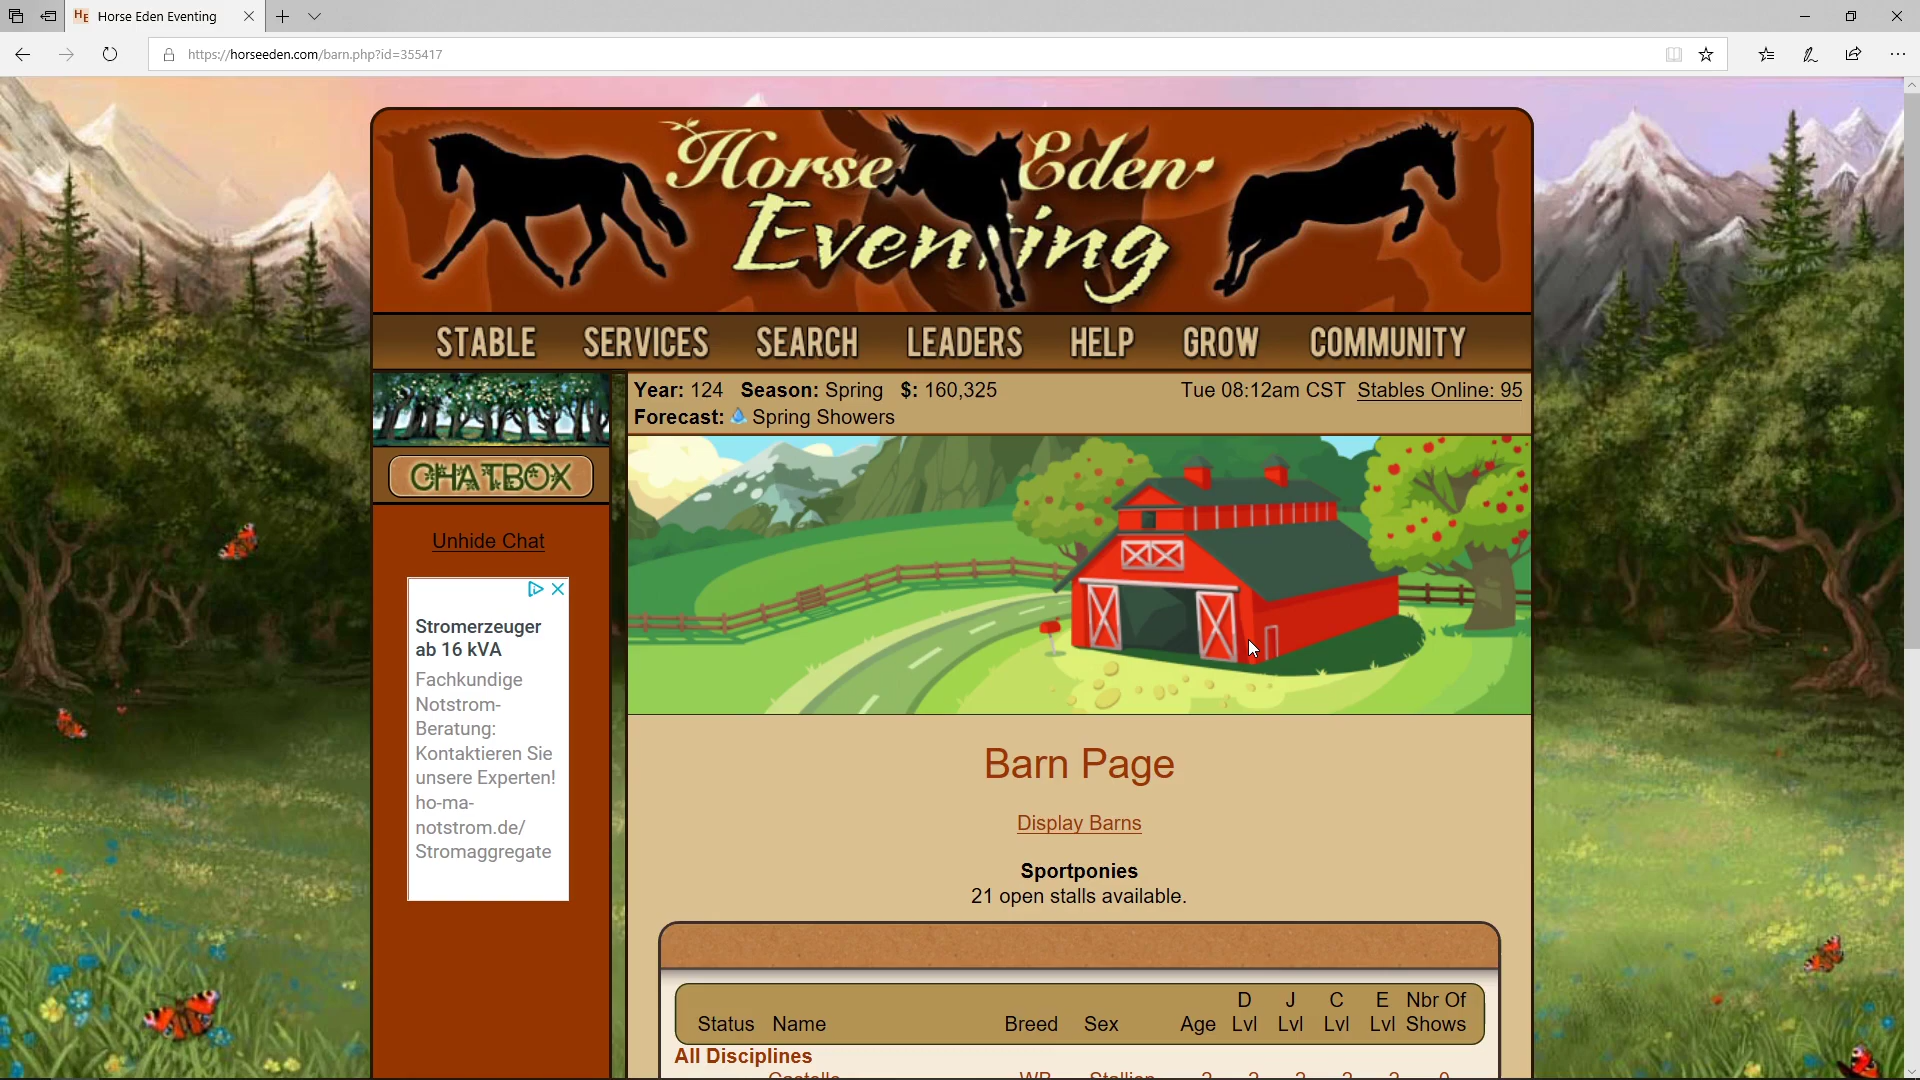 Horse Eden Eventing
https://horseeden.com/barn.php?id=355417
Horse Eden
Eventing
STABLE SERVICES SEARCH LEADERS HELP GROW COMMUNITY
Year: 124 Season: Spring $: 160,325 Tue 08:12am CST Stables Online: 95
Forecast: Spring Showers
CHATBOX
Unhide Chat
Stromerzeuger
ab 16 kVA
Fachkundige
Notstrom-
Beratung:
Kontaktieren Sie
unsere Experten!
ho-ma-
notstrom.de/
Stromaggregate
Barn Page
Display Barns
Sportponies
21 open stalls available.
D J C E Nbr Of
Status Name Breed Sex Age Lvl Lvl Lvl Lvl Shows
All Disciplines